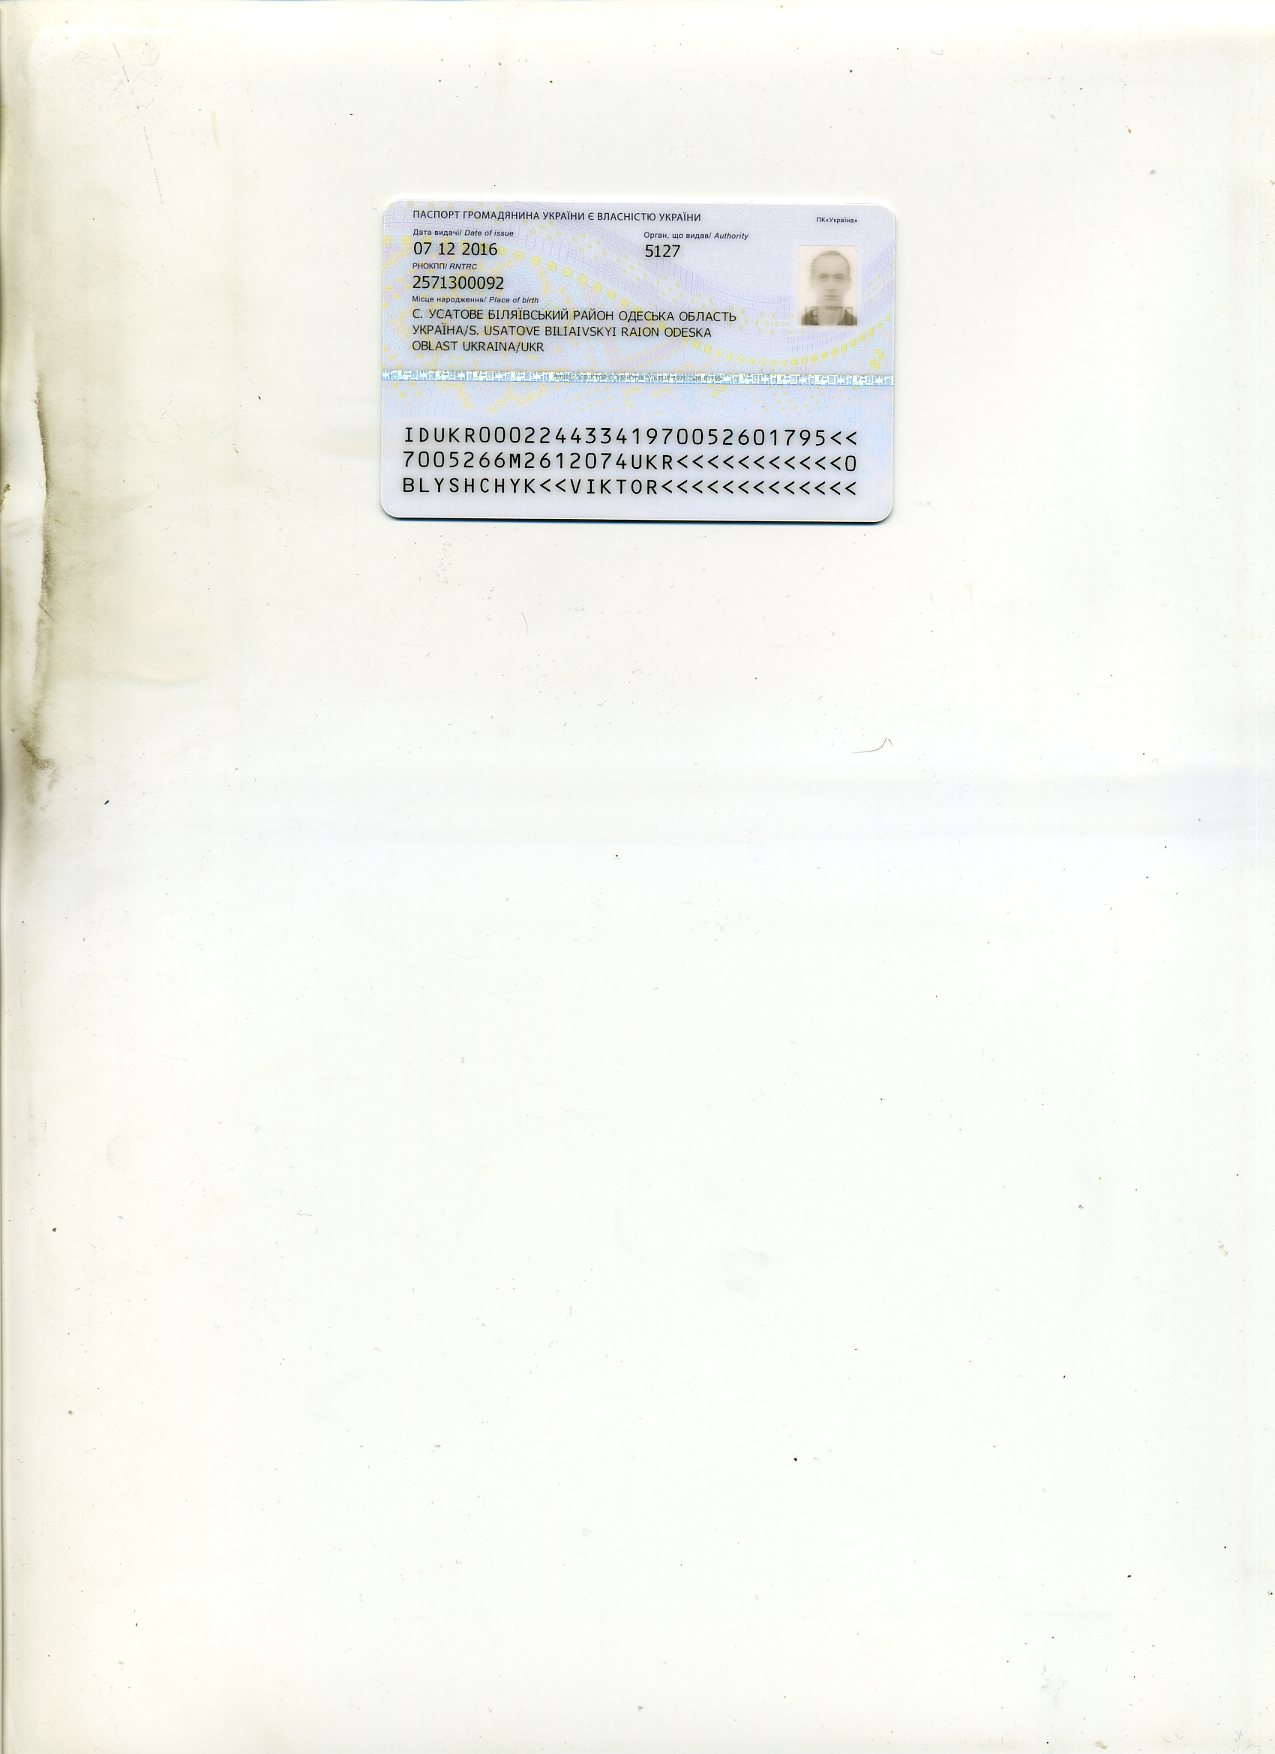 ПАСПОРТ ГРОМАДЯНИНА УКРАЇНИ Є ВЛАСНІСТЮ УКРАЇНИ
ПК«Україна»
Дата видачі/ Date of issue
Орган, що видав/ Authority
07 12 2016
5127
РНОКПП/ RNTRC
2571300092
Місце народження/ Place of birth
С. УСАТОВЕ БІЛЯЇВСЬКИЙ РАЙОН ОДЕСЬКА ОБЛАСТЬ
УКРАЇНА/S. USATOVE BILIAIVSKYI RAION ODESKA
OBLAST UKRAINA/UKR
IDUKR00022443341970052601795<<
7005266M2612074UKR<<<<<<<<<<<0
BLYSHCHYK<<VIKTOR<<<<<<<<<<<<<